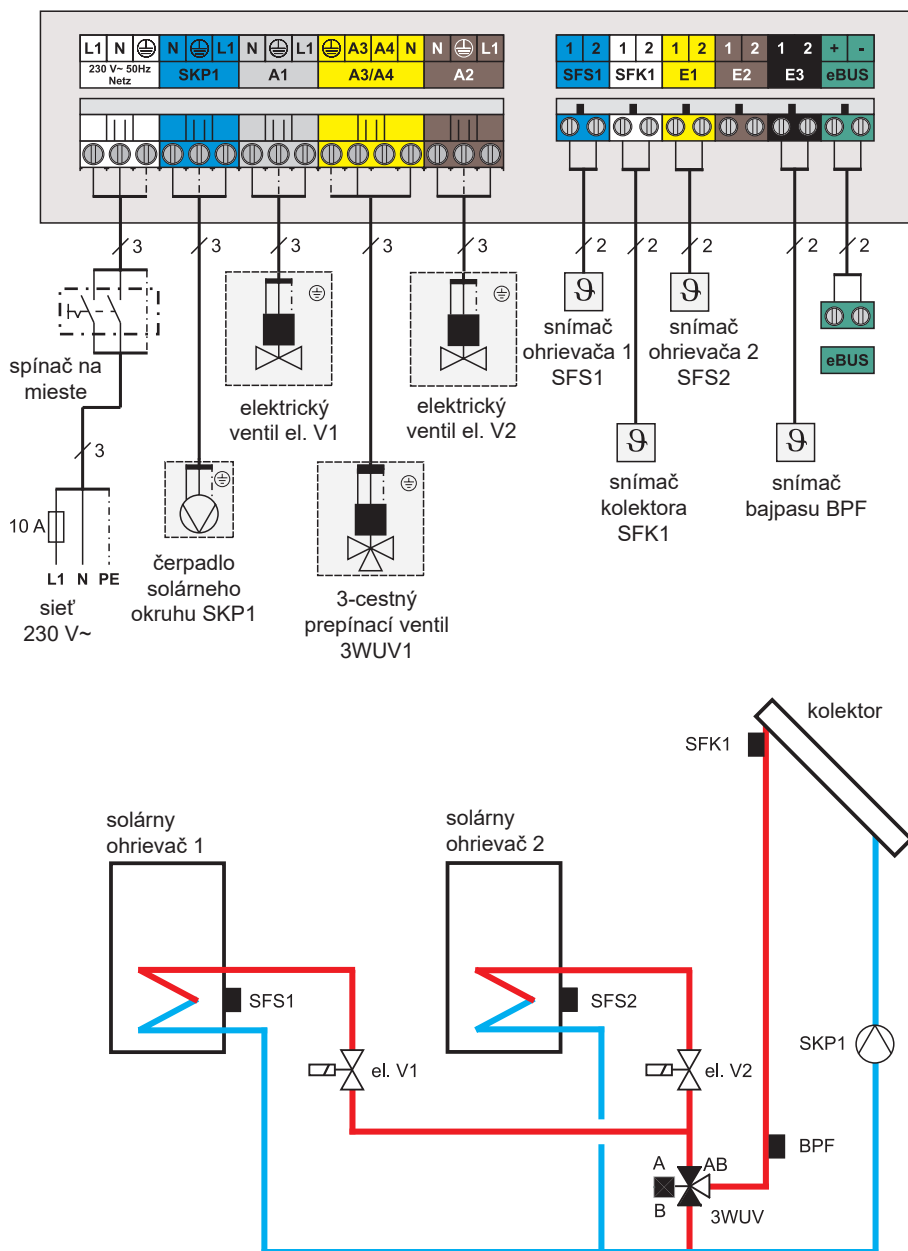 L1 N N L1 N L1 A3 A4 N N L1
230 V~ 50Hz
Netz
SKP1 A1 A3/A4 A2
1 2 1 2 1 2 1 2 1 2 + -
SFS1 SFK1 E1 E2 E3 eBUS
3 3 3 3 3 2 2 2 2 2
spínač na
mieste
3
10 A
L1 N PE
sieť
230 V~
čerpadlo
solárneho
okruhu SKP1
elektrický
ventil el. V1
3-cestný
prepínací ventil
3WUV1
elektrický
ventil el. V2
ϑ
snímač
ohrievača 1
SFS1
ϑ
snímač
kolektora
SFK1
ϑ
snímač
ohrievača 2
SFS2
ϑ
snímač
bajpasu BPF
eBUS
kolektor
SFK1
solárny
ohrievač 1
solárny
ohrievač 2
SFS1
SFS2
el. V1
el. V2
SKP1
BPF
A AB
B
3WUV